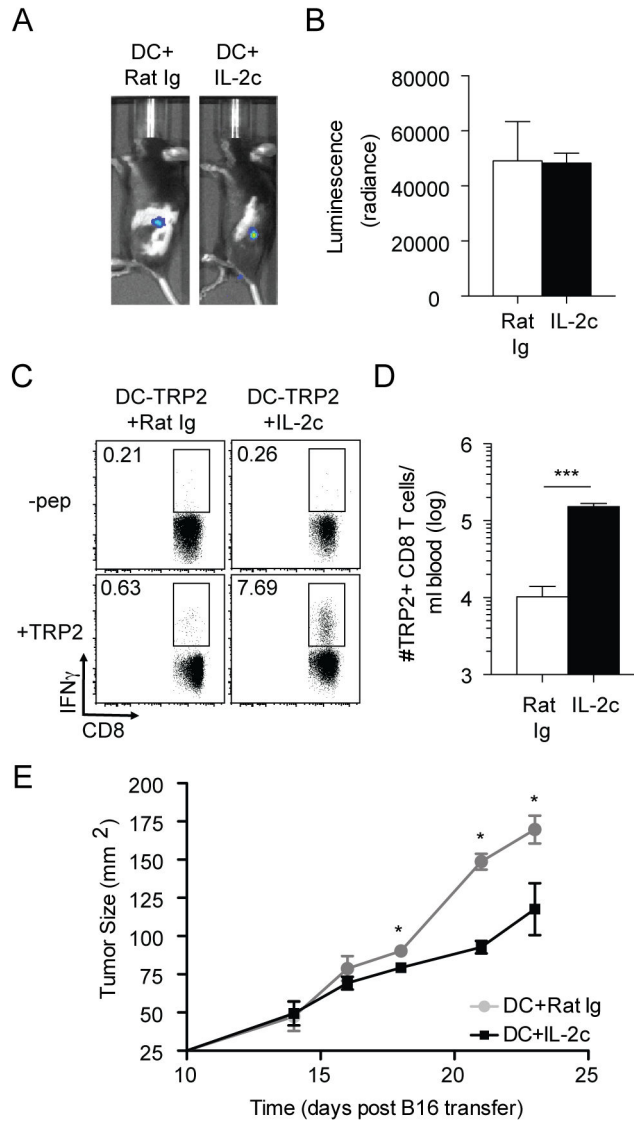 A
DC+
Rat Ig
DC+
IL-2c
B
Luminescence
(radiance)
80000
60000
40000
20000
0
Rat
Ig
IL-2c
C
DC-TRP2
+Rat Ig
DC-TRP2
+IL-2c
-pep
0.21
0.26
+TRP2
0.63
7.69
IFNγ
CD8
D
#TRP2+ CD8 T cells/
ml blood (log)
6
5
4
3
***
Rat
Ig
IL-2c
E
Tumor Size (mm 2)
200
175
150
125
100
75
50
25
*
*
*
DC+Rat Ig
DC+IL-2c
10
15
20
25
Time (days post B16 transfer)